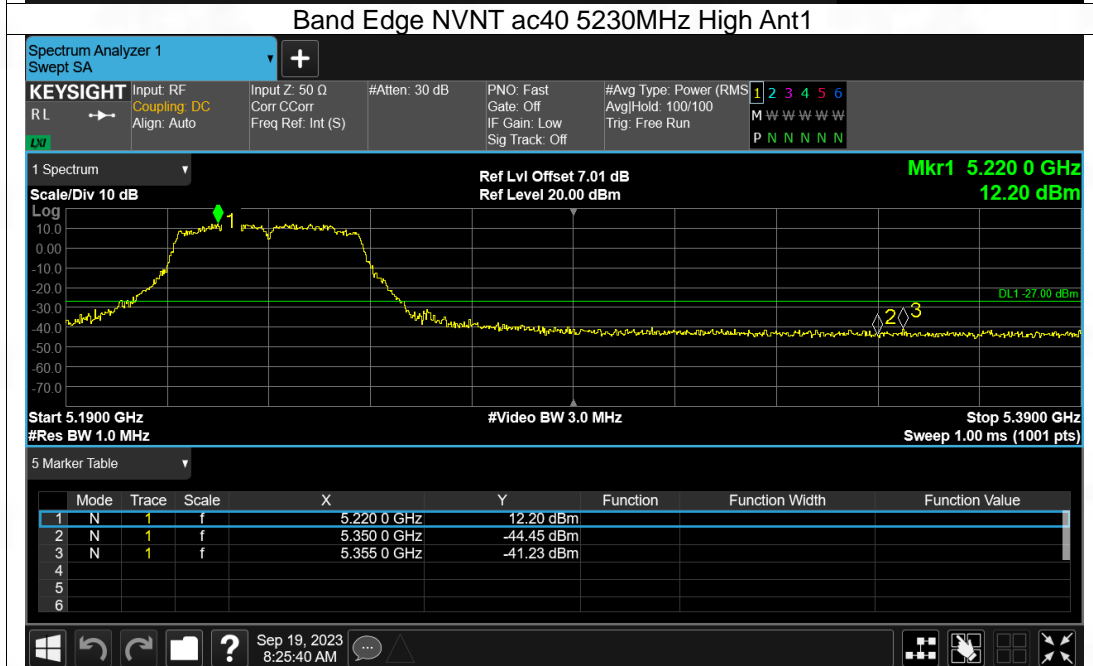 Band Edge NVNT ac40 5230MHz High Ant1
Spectrum Analyzer 1
Swept SA
+
KEYSIGHT Input: RF Input Z: 50 Ω #Atten: 30 dB PNO: Fast #Avg Type: Power (RMS 1 2 3 4 5 6
RL Coupling: DC Corr CCorr Gate: Off Avg|Hold: 100/100 M W W W W W
Align: Auto Freq Ref: Int (S) IF Gain: Low Trig: Free Run
LXI Sig Track: Off P N N N N N
1 Spectrum Ref Lvl Offset 7.01 dB Mkr1 5.220 0 GHz
Scale/Div 10 dB Ref Level 20.00 dBm 12.20 dBm
Log
1
10.0
0.00
-10.0
-20.0
DL1 -27.00 dBm
-30.0
2 3
-40.0
-50.0
-60.0
-70.0
Start 5.1900 GHz #Video BW 3.0 MHz Stop 5.3900 GHz
#Res BW 1.0 MHz Sweep 1.00 ms (1001 pts)
5 Marker Table
Mode Trace Scale X Y Function Function Width Function Value
1 N 1 f 5.220 0 GHz 12.20 dBm
2 N 1 f 5.350 0 GHz -44.45 dBm
3 N 1 f 5.355 0 GHz -41.23 dBm
4
5
6
? Sep 19, 2023
8:25:40 AM